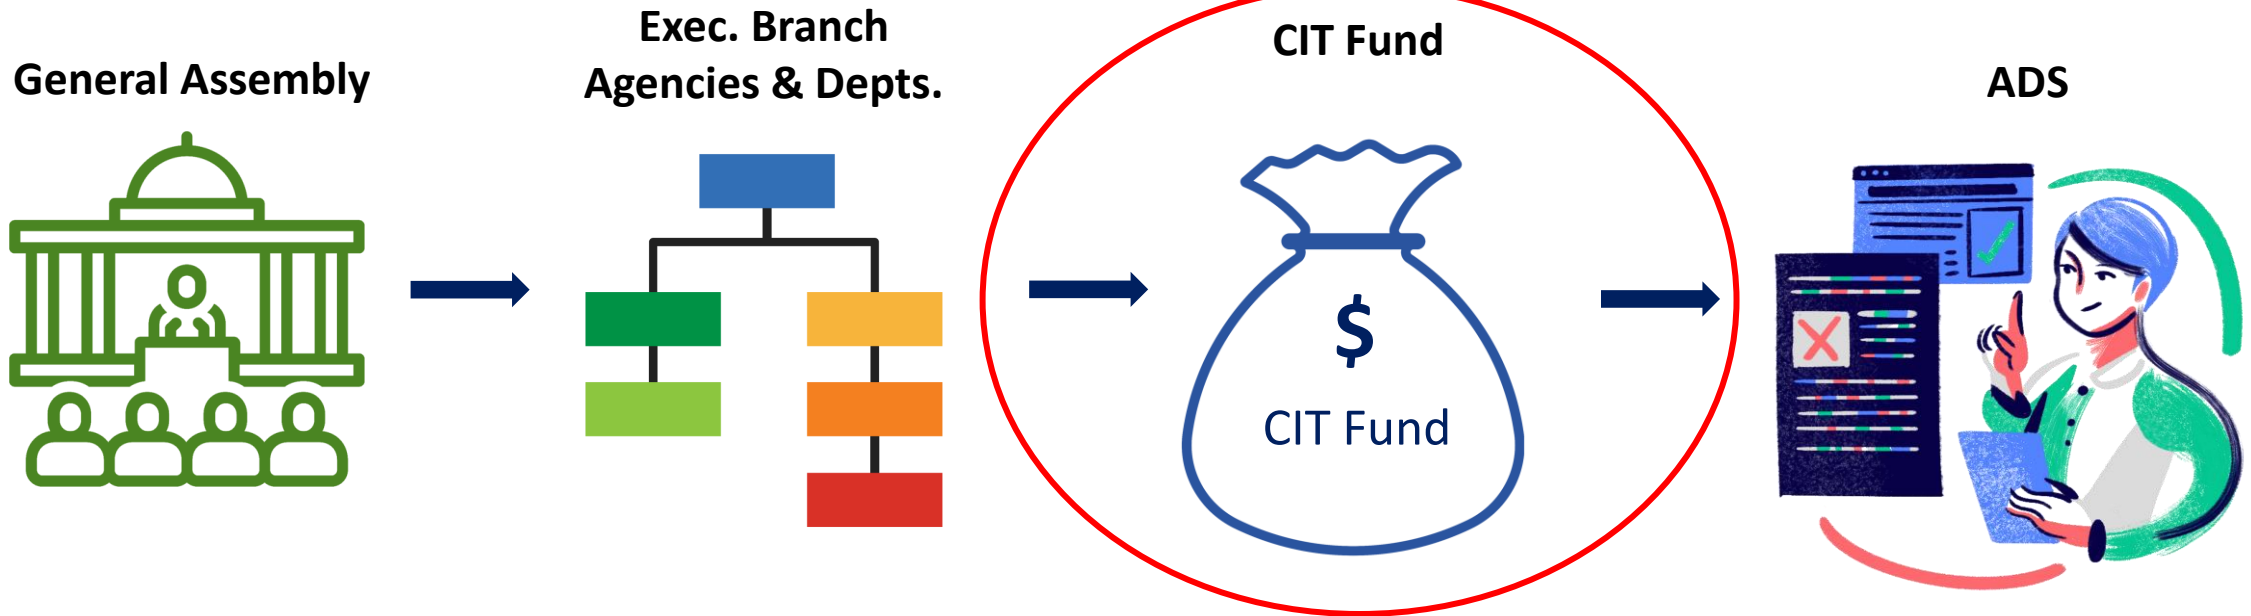 General Assembly
Exec. Branch
Agencies & Depts.
CIT Fund
$
CIT Fund
ADS